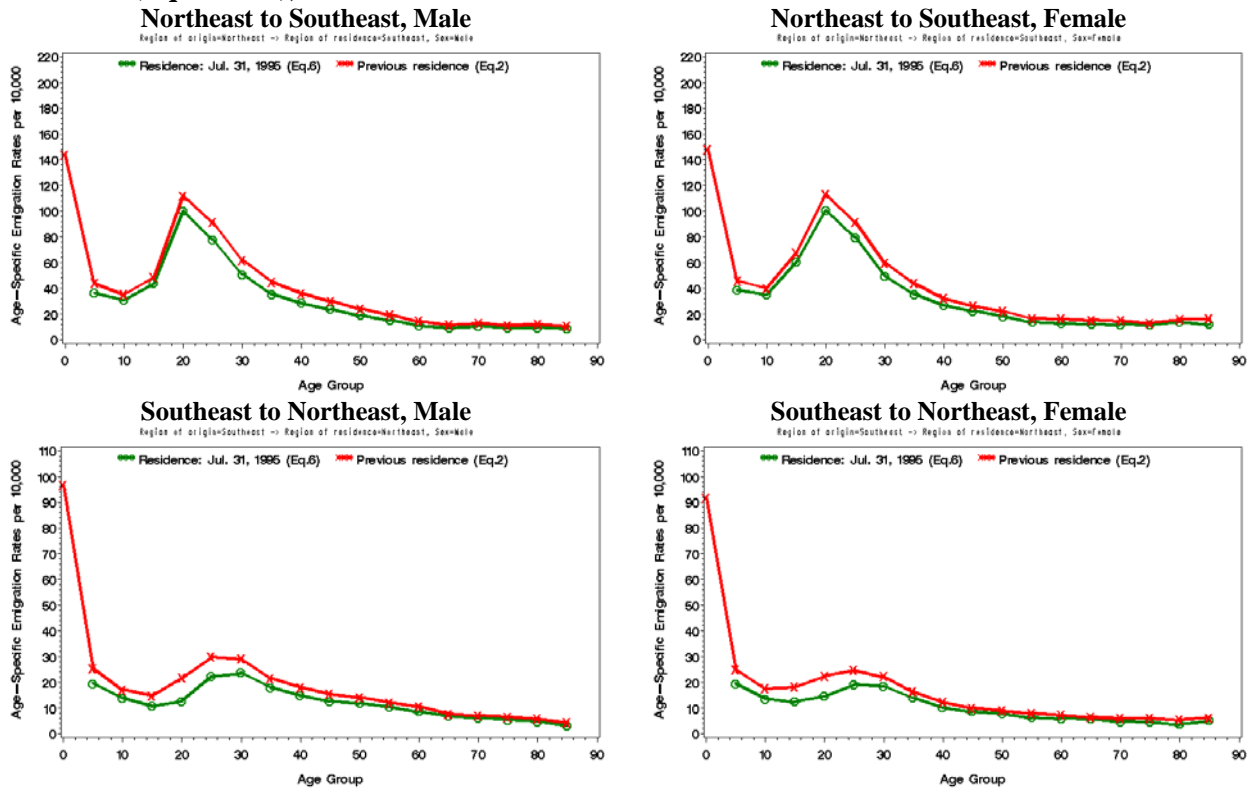 Northeast to Southeast, Male
Region of origin=Northeast -> Region of residence=Southeast, Sex=Male
Residence: Jul. 31, 1995 (Eq.6) Previous residence (Eq.2)
Age-Specific Emigration Rates per 10,000
220
200
180
160
140
120
100
80
60
40
20
0
0 10 20 30 40 50 60 70 80 90
Age Group
Northeast to Southeast, Female
Region of origin=Northeast -> Region of residence=Southeast, Sex=Female
Residence: Jul. 31, 1995 (Eq.6) Previous residence (Eq.2)
Age-Specific Emigration Rates per 10,000
220
200
180
160
140
120
100
80
60
40
20
0
0 10 20 30 40 50 60 70 80 90
Age Group
Southeast to Northeast, Male
Region of origin=Southeast -> Region of residence=Northeast, Sex=Male
Residence: Jul. 31, 1995 (Eq.6) Previous residence (Eq.2)
Age-Specific Emigration Rates per 10,000
110
100
90
80
70
60
50
40
30
20
10
0
0 10 20 30 40 50 60 70 80 90
Age Group
Southeast to Northeast, Female
Region of origin=Southeast -> Region of residence=Northeast, Sex=Female
Residence: Jul. 31, 1995 (Eq.6) Previous residence (Eq.2)
Age-Specific Emigration Rates per 10,000
110
100
90
80
70
60
50
40
30
20
10
0
0 10 20 30 40 50 60 70 80 90
Age Group